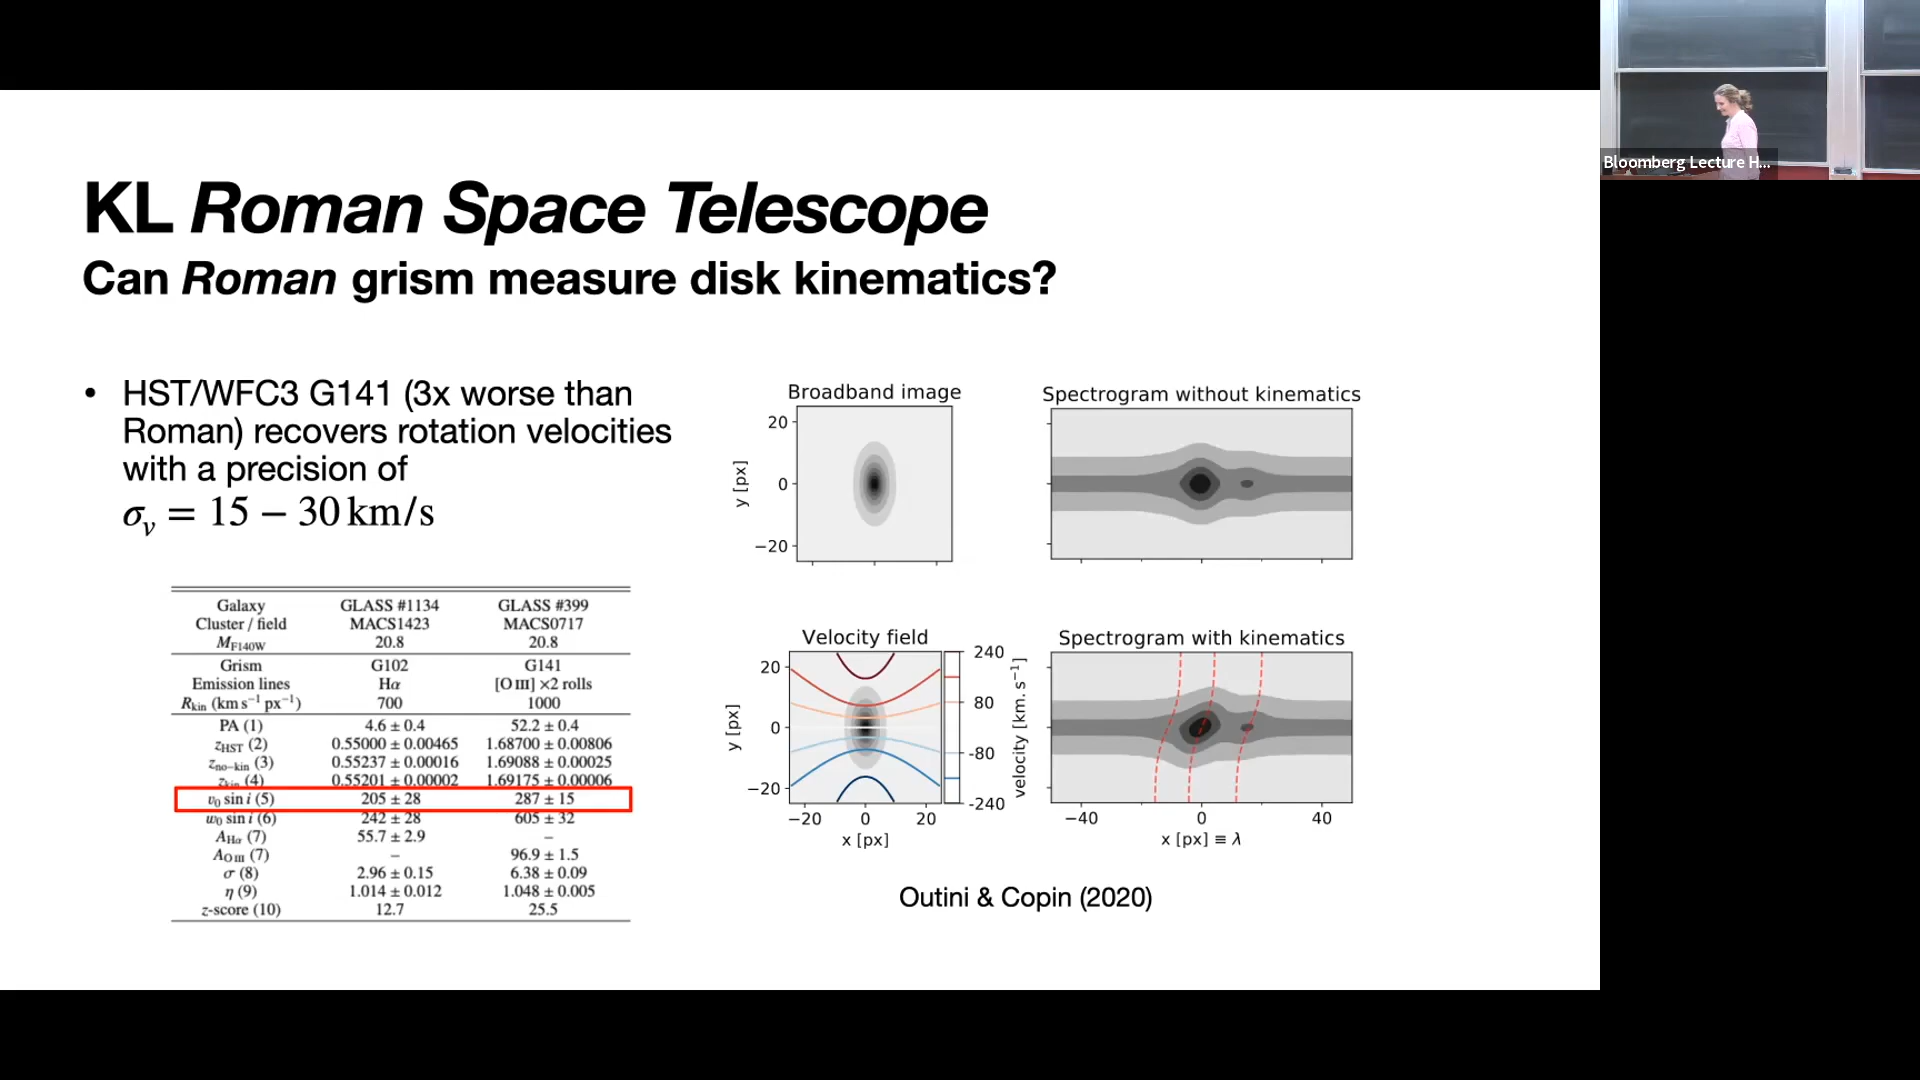 Bloomberg Lecture H...
KL Roman Space Telescope
Can Roman grism measure disk kinematics?
• HST/WFC3 G141 (3x worse than
Roman) recovers rotation velocities
with a precision of
σᵥ = 15 − 30 km/s
Galaxy GLASS #1134 GLASS #399
Cluster / field MACS1423 MACS0717
M_F140W 20.8 20.8
Grism G102 G141
Emission lines Hα [O III] ×2 rolls
R_kin (km s⁻¹ px⁻¹) 700 1000
PA (1) 4.6 ± 0.4 52.2 ± 0.4
z_HST (2) 0.55000 ± 0.00465 1.68700 ± 0.00806
z_no−kin (3) 0.55237 ± 0.00016 1.69088 ± 0.00025
z_kin (4) 0.55201 ± 0.00002 1.69175 ± 0.00006
v₀ sin i (5) 205 ± 28 287 ± 15
w₀ sin i (6) 242 ± 28 605 ± 32
A_Hα (7) 55.7 ± 2.9 –
A_O III (7) – 96.9 ± 1.5
σ (8) 2.96 ± 0.15 6.38 ± 0.09
η (9) 1.014 ± 0.012 1.048 ± 0.005
z-score (10) 12.7 25.5
Broadband image
20
0
−20
y [px]
Spectrogram without kinematics
Velocity field
20
0
−20
y [px]
−20 0 20
x [px]
240
80
-80
-240
velocity [km. s⁻¹]
Spectrogram with kinematics
−40 0 40
x [px] ≡ λ
Outini & Copin (2020)